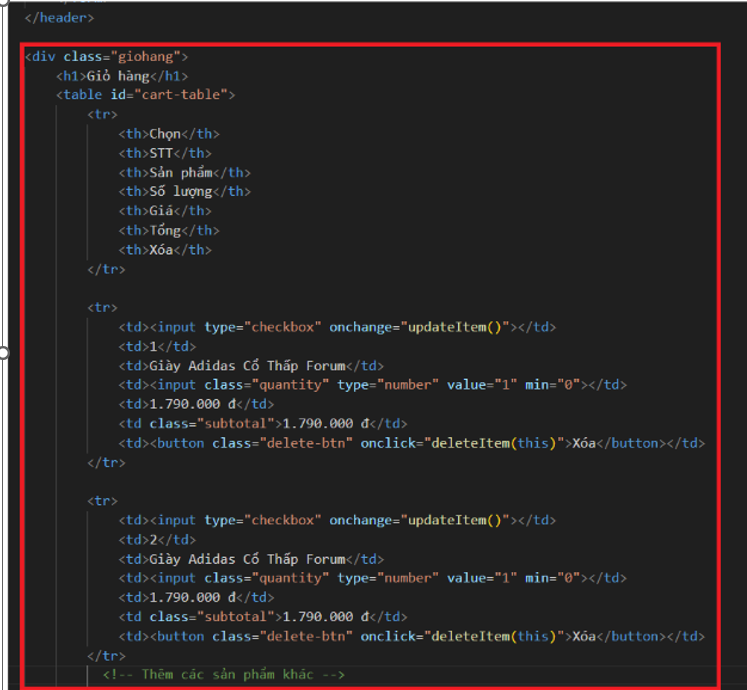 </header>
<div class="giohang">
<h1>Giỏ hàng</h1>
<table id="cart-table">
<tr>
<th>Chọn</th>
<th>STT</th>
<th>Sản phẩm</th>
<th>Số lượng</th>
<th>Giá</th>
<th>Tổng</th>
<th>Xóa</th>
</tr>
<tr>
<td><input type="checkbox" onchange="updateItem()"></td>
<td>1</td>
<td>Giày Adidas Cổ Thấp Forum</td>
<td><input class="quantity" type="number" value="1" min="0"></td>
<td>1.790.000 đ</td>
<td class="subtotal">1.790.000 đ</td>
<td><button class="delete-btn" onclick="deleteItem(this)">Xóa</button></td>
</tr>
<tr>
<td><input type="checkbox" onchange="updateItem()"></td>
<td>2</td>
<td>Giày Adidas Cổ Thấp Forum</td>
<td><input class="quantity" type="number" value="1" min="0"></td>
<td>1.790.000 đ</td>
<td class="subtotal">1.790.000 đ</td>
<td><button class="delete-btn" onclick="deleteItem(this)">Xóa</button></td>
</tr>
<!-- Thêm các sản phẩm khác -->